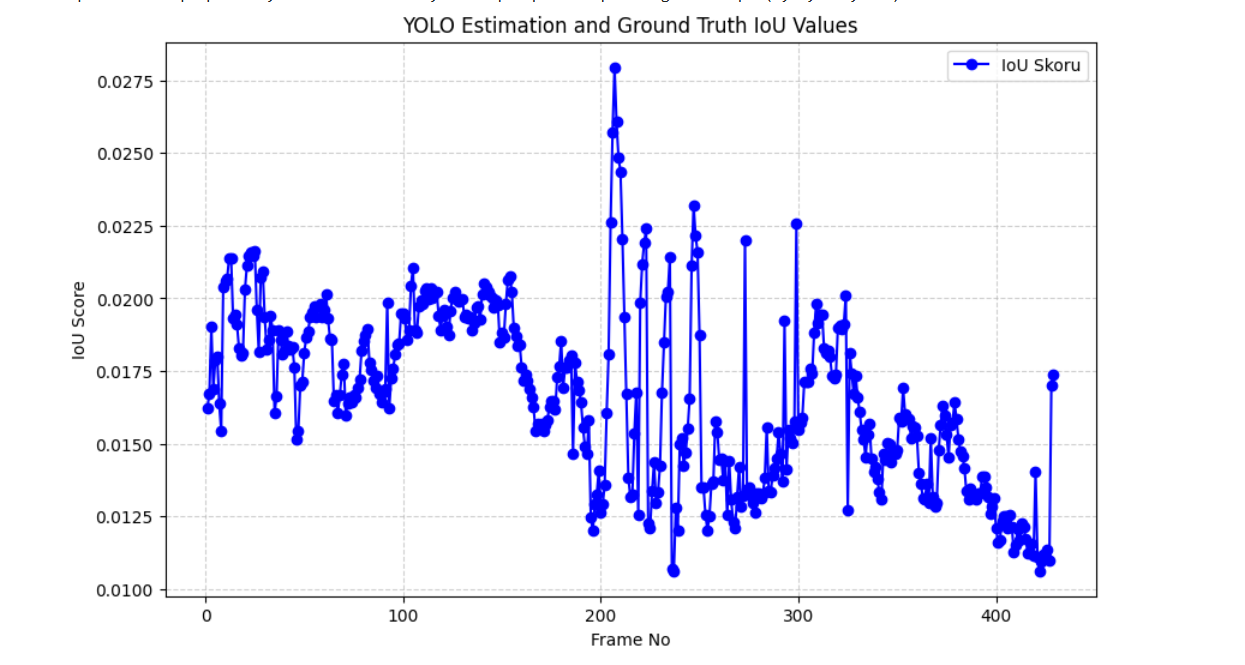 YOLO Estimation and Ground Truth IoU Values
IoU Skoru
0.0275
0.0250
0.0225
0.0200
0.0175
0.0150
0.0125
0.0100
IoU Score
0 100 200 300 400
Frame No